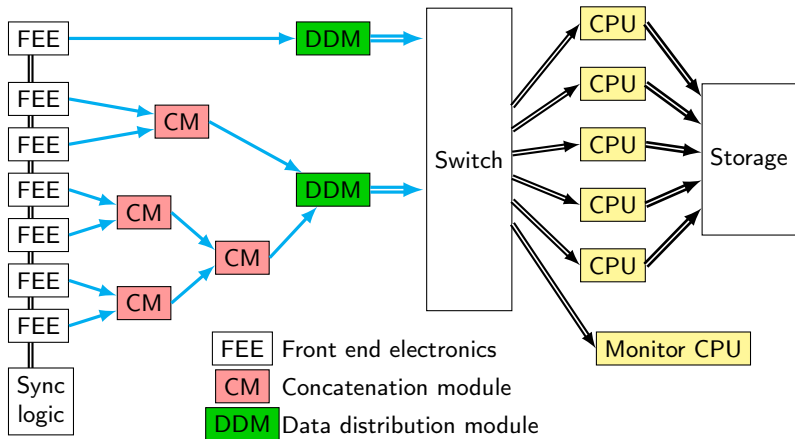 FEE
DDM
CPU
FEE
CM
FEE
CPU
FEE
CPU
Switch
Storage
DDM
FEE
CM
CPU
FEE
CM
FEE
CM
CPU
FEE
Monitor CPU
Sync
logic
FEE Front end electronics
CM Concatenation module
DDM Data distribution module